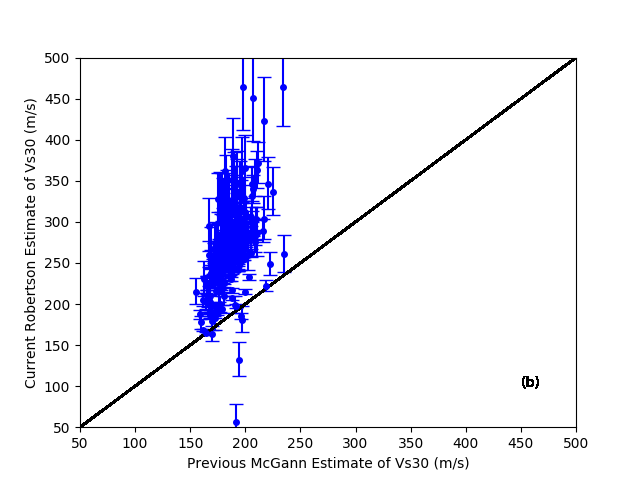 500
450
400
350
300
250
200
150
100
50
Current Robertson Estimate of Vs30 (m/s)
(b)
50 100 150 200 250 300 350 400 450 500
Previous McGann Estimate of Vs30 (m/s)